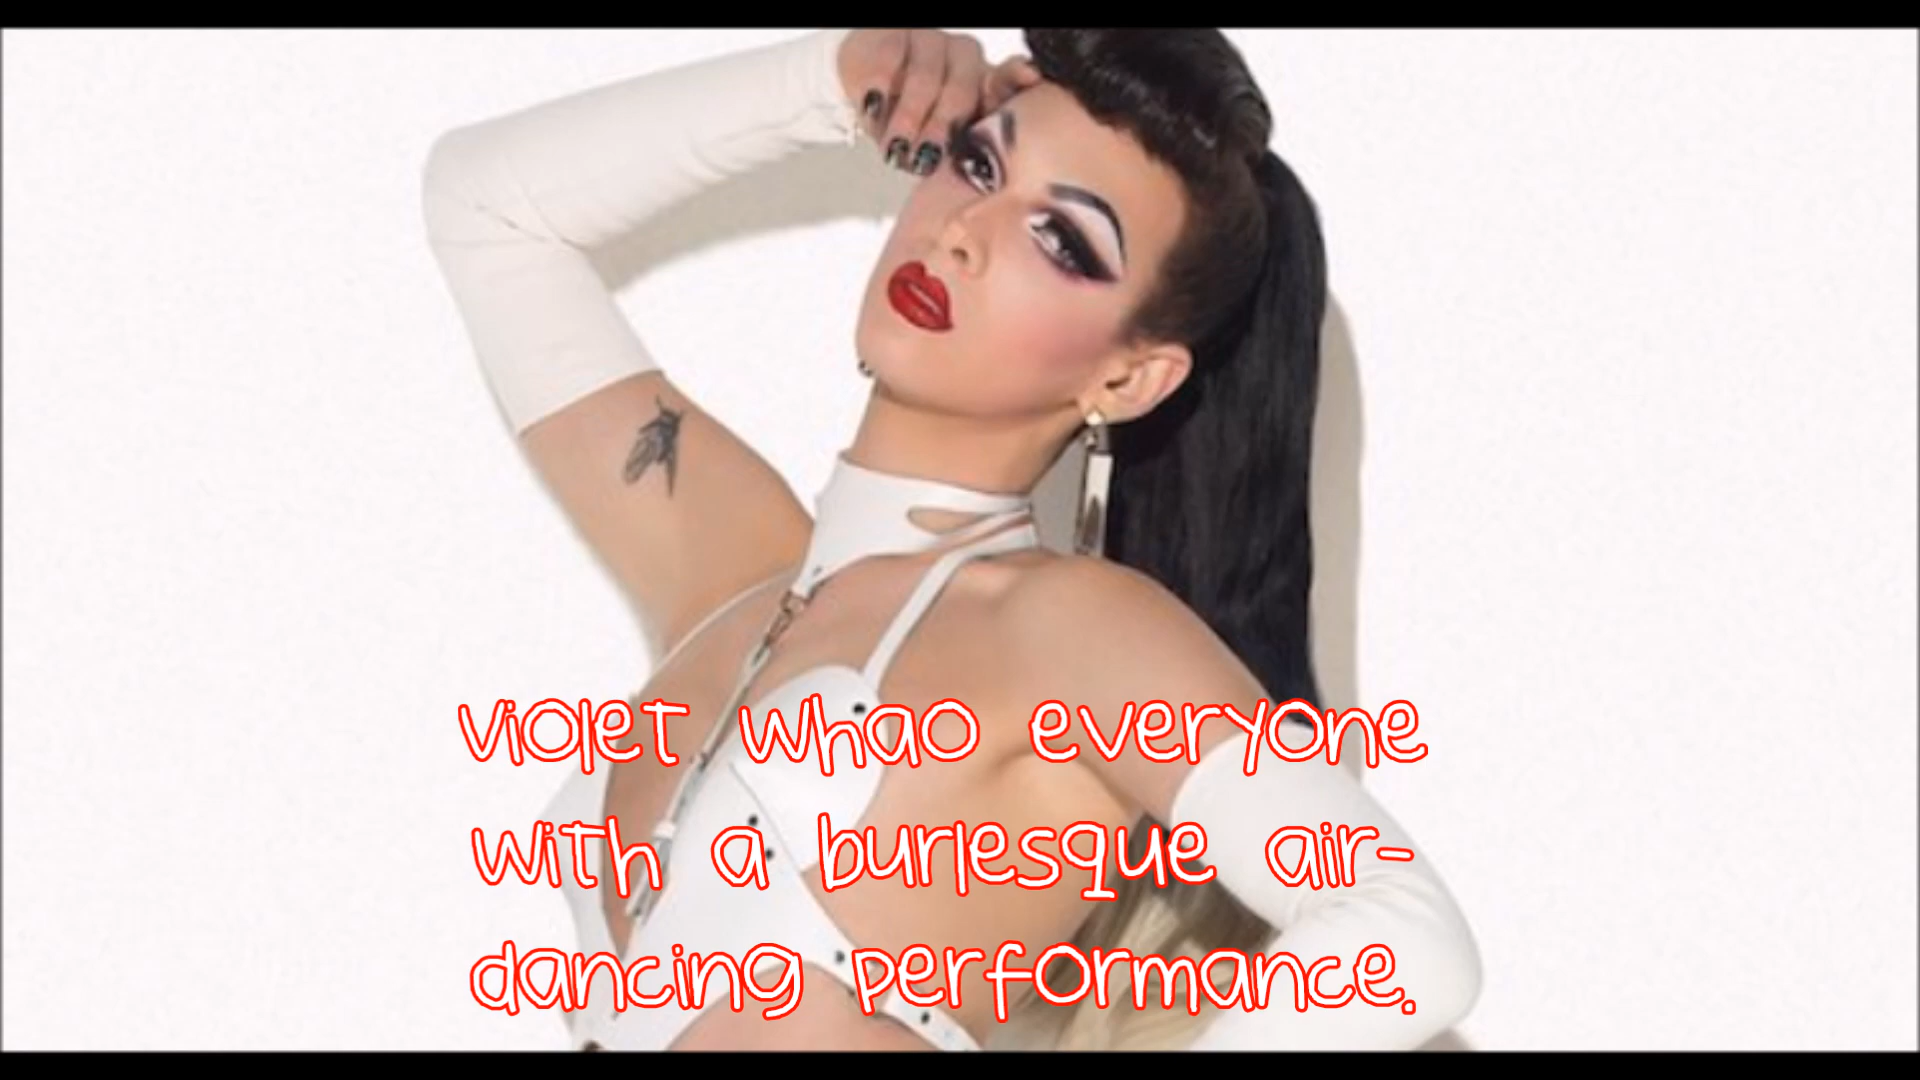 Violet whao everyone
with a burlesque air-
dancing performance.